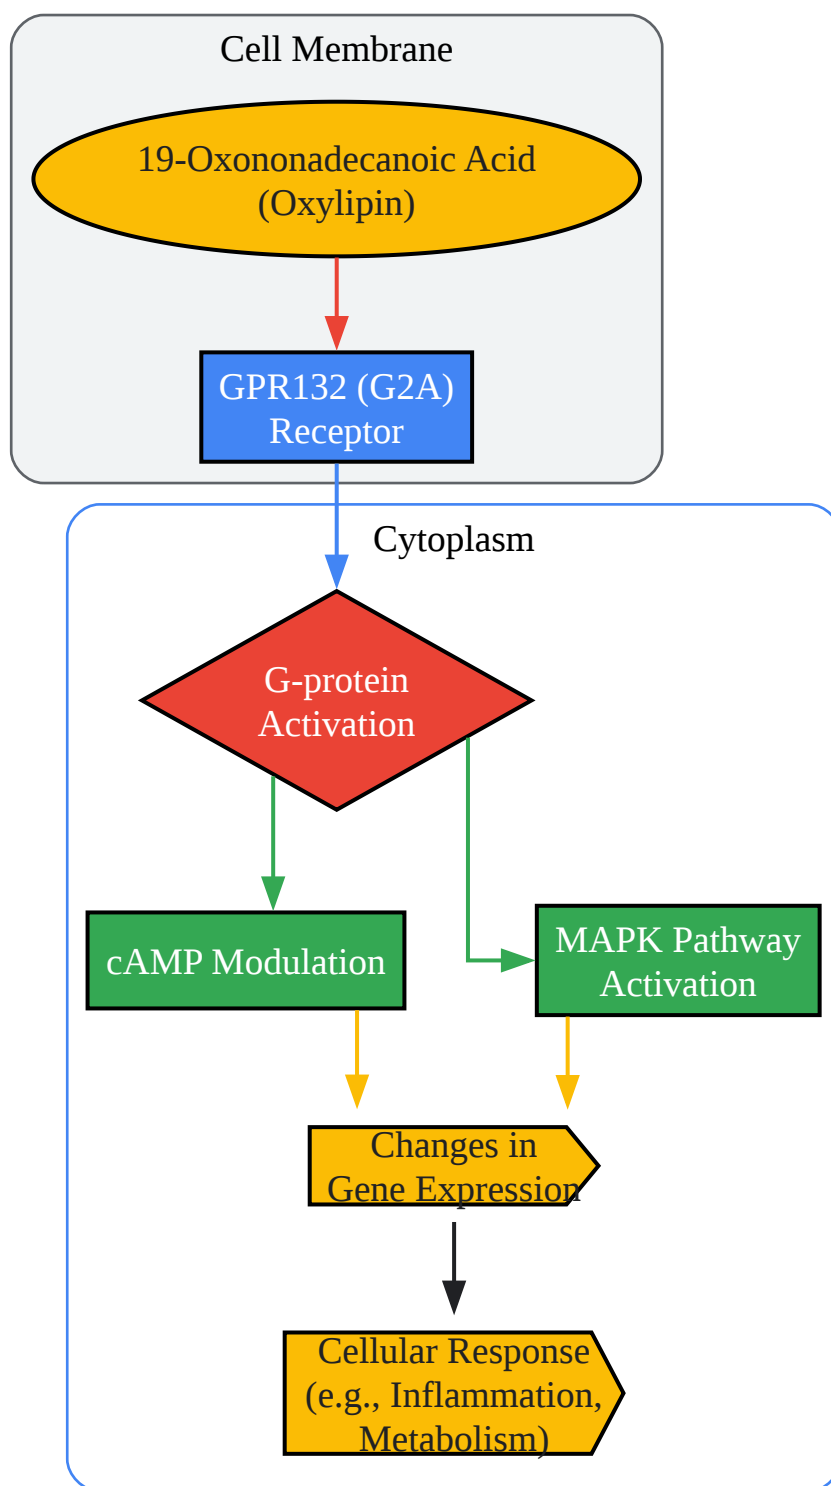 Cell Membrane
19-Oxononadecanoic Acid
(Oxylipin)
GPR132 (G2A)
Receptor
Cytoplasm
G-protein
Activation
cAMP Modulation
MAPK Pathway
Activation
Changes in
Gene Expression
Cellular Response
(e.g., Inflammation,
Metabolism)